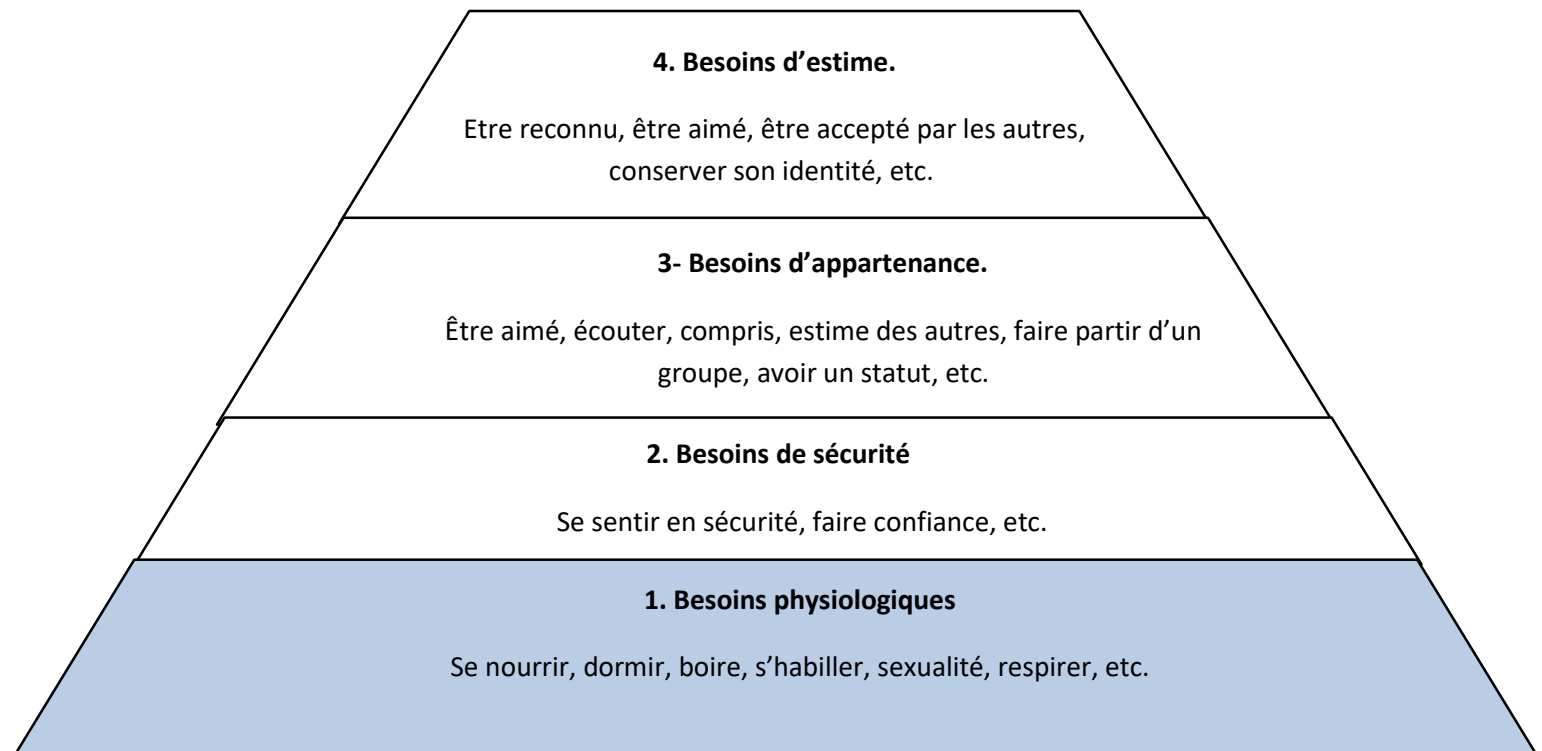 4. Besoins d’estime.
Etre reconnu, être aimé, être accepté par les autres,
conserver son identité, etc.
3- Besoins d’appartenance.
Être aimé, écouter, compris, estime des autres, faire partir d’un
groupe, avoir un statut, etc.
2. Besoins de sécurité
Se sentir en sécurité, faire confiance, etc.
1. Besoins physiologiques
Se nourrir, dormir, boire, s’habiller, sexualité, respirer, etc.